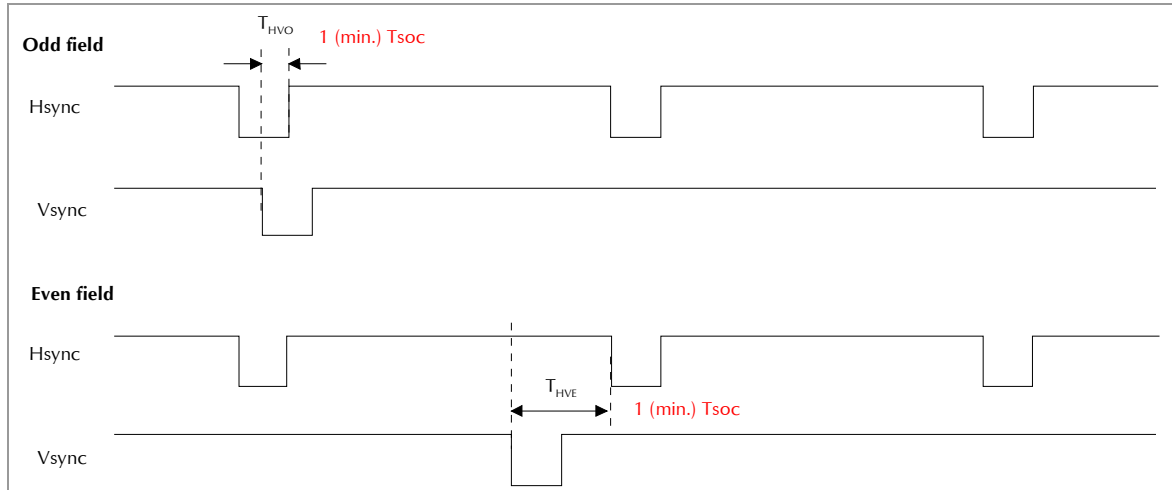 T_HVO
1 (min.) Tsoc
Odd field
Hsync
Vsync
Even field
Hsync
T_HVE
1 (min.) Tsoc
Vsync